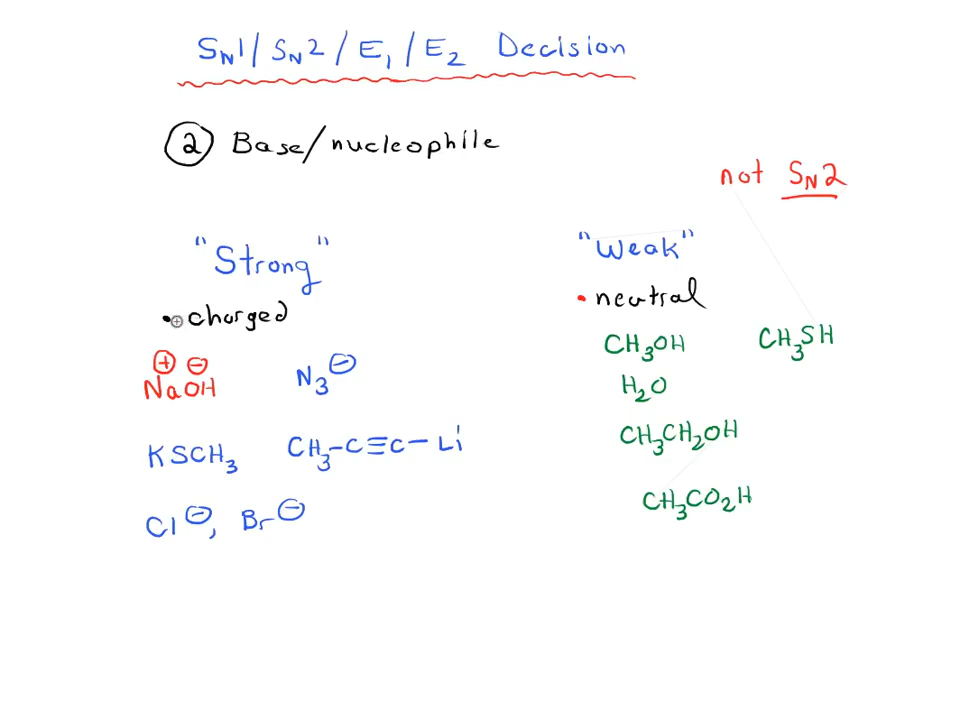 SN1 / SN2 / E1 / E2 Decision
② Base/nucleophile
not SN2
"Strong"
"Weak"
• charged
• neutral
⊕ ⊖
NaOH
N3⊖
CH3OH
CH3SH
H2O
KSCH3
CH3-C≡C-Li
CH3CH2OH
Cl⊖, Br⊖
CH3CO2H